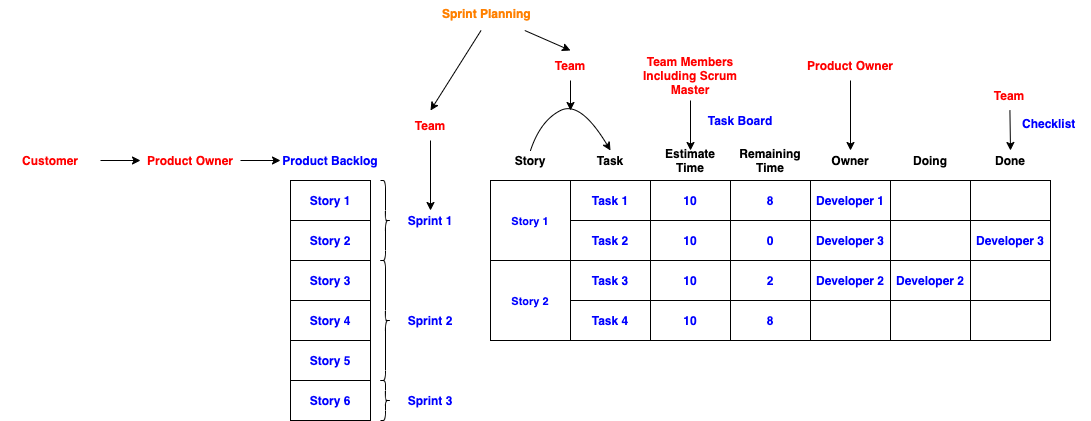 Sprint Planning
Team
Team Members
Including Scrum
Master
Product Owner
Team
Team
Task Board
Checklist
Customer
Product Owner
Product Backlog
Story
Task
Estimate
Time
Remaining
Time
Owner
Doing
Done
Story 1
Story 2
Story 3
Story 4
Story 5
Story 6
Sprint 1
Sprint 2
Sprint 3
Story 1
Task 1
10
8
Developer 1
Task 2
10
0
Developer 3
Developer 3
Story 2
Task 3
10
2
Developer 2
Developer 2
Task 4
10
8